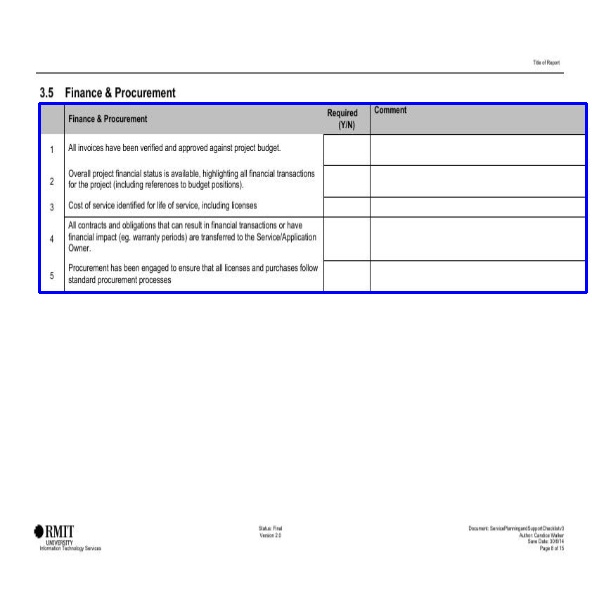 Title of Report
3.5 Finance & Procurement
Finance & Procurement
Required
(Y/N)
Comment
1 All invoices have been verified and approved against project budget.
2 Overall project financial status is available, highlighting all financial transactions
for the project (including references to budget positions).
3 Cost of service identified for life of service, including licenses
4 All contracts and obligations that can result in financial transactions or have
financial impact (eg. warranty periods) are transferred to the Service/Application
Owner.
5 Procurement has been engaged to ensure that all licenses and purchases follow
standard procurement processes
RMIT
UNIVERSITY
Information Technology Services
Status: Final
Version 2.0
Document: ServicePlanningandSupportChecklistv3
Author: Candice Walker
Save Date: 30/8/14
Page 8 of 15